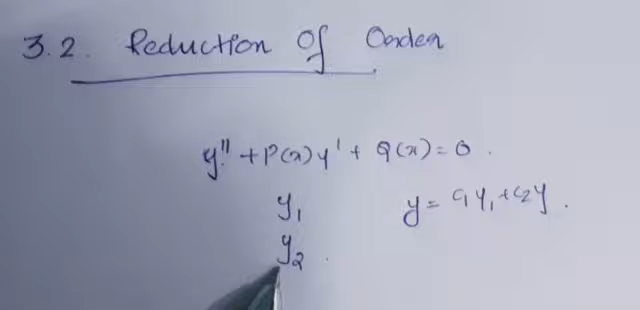 3.2. Reduction Of Order
y'' + P(x)y' + Q(x) = 0.
y₁ y = c₁y₁ + c₂y.
y₂